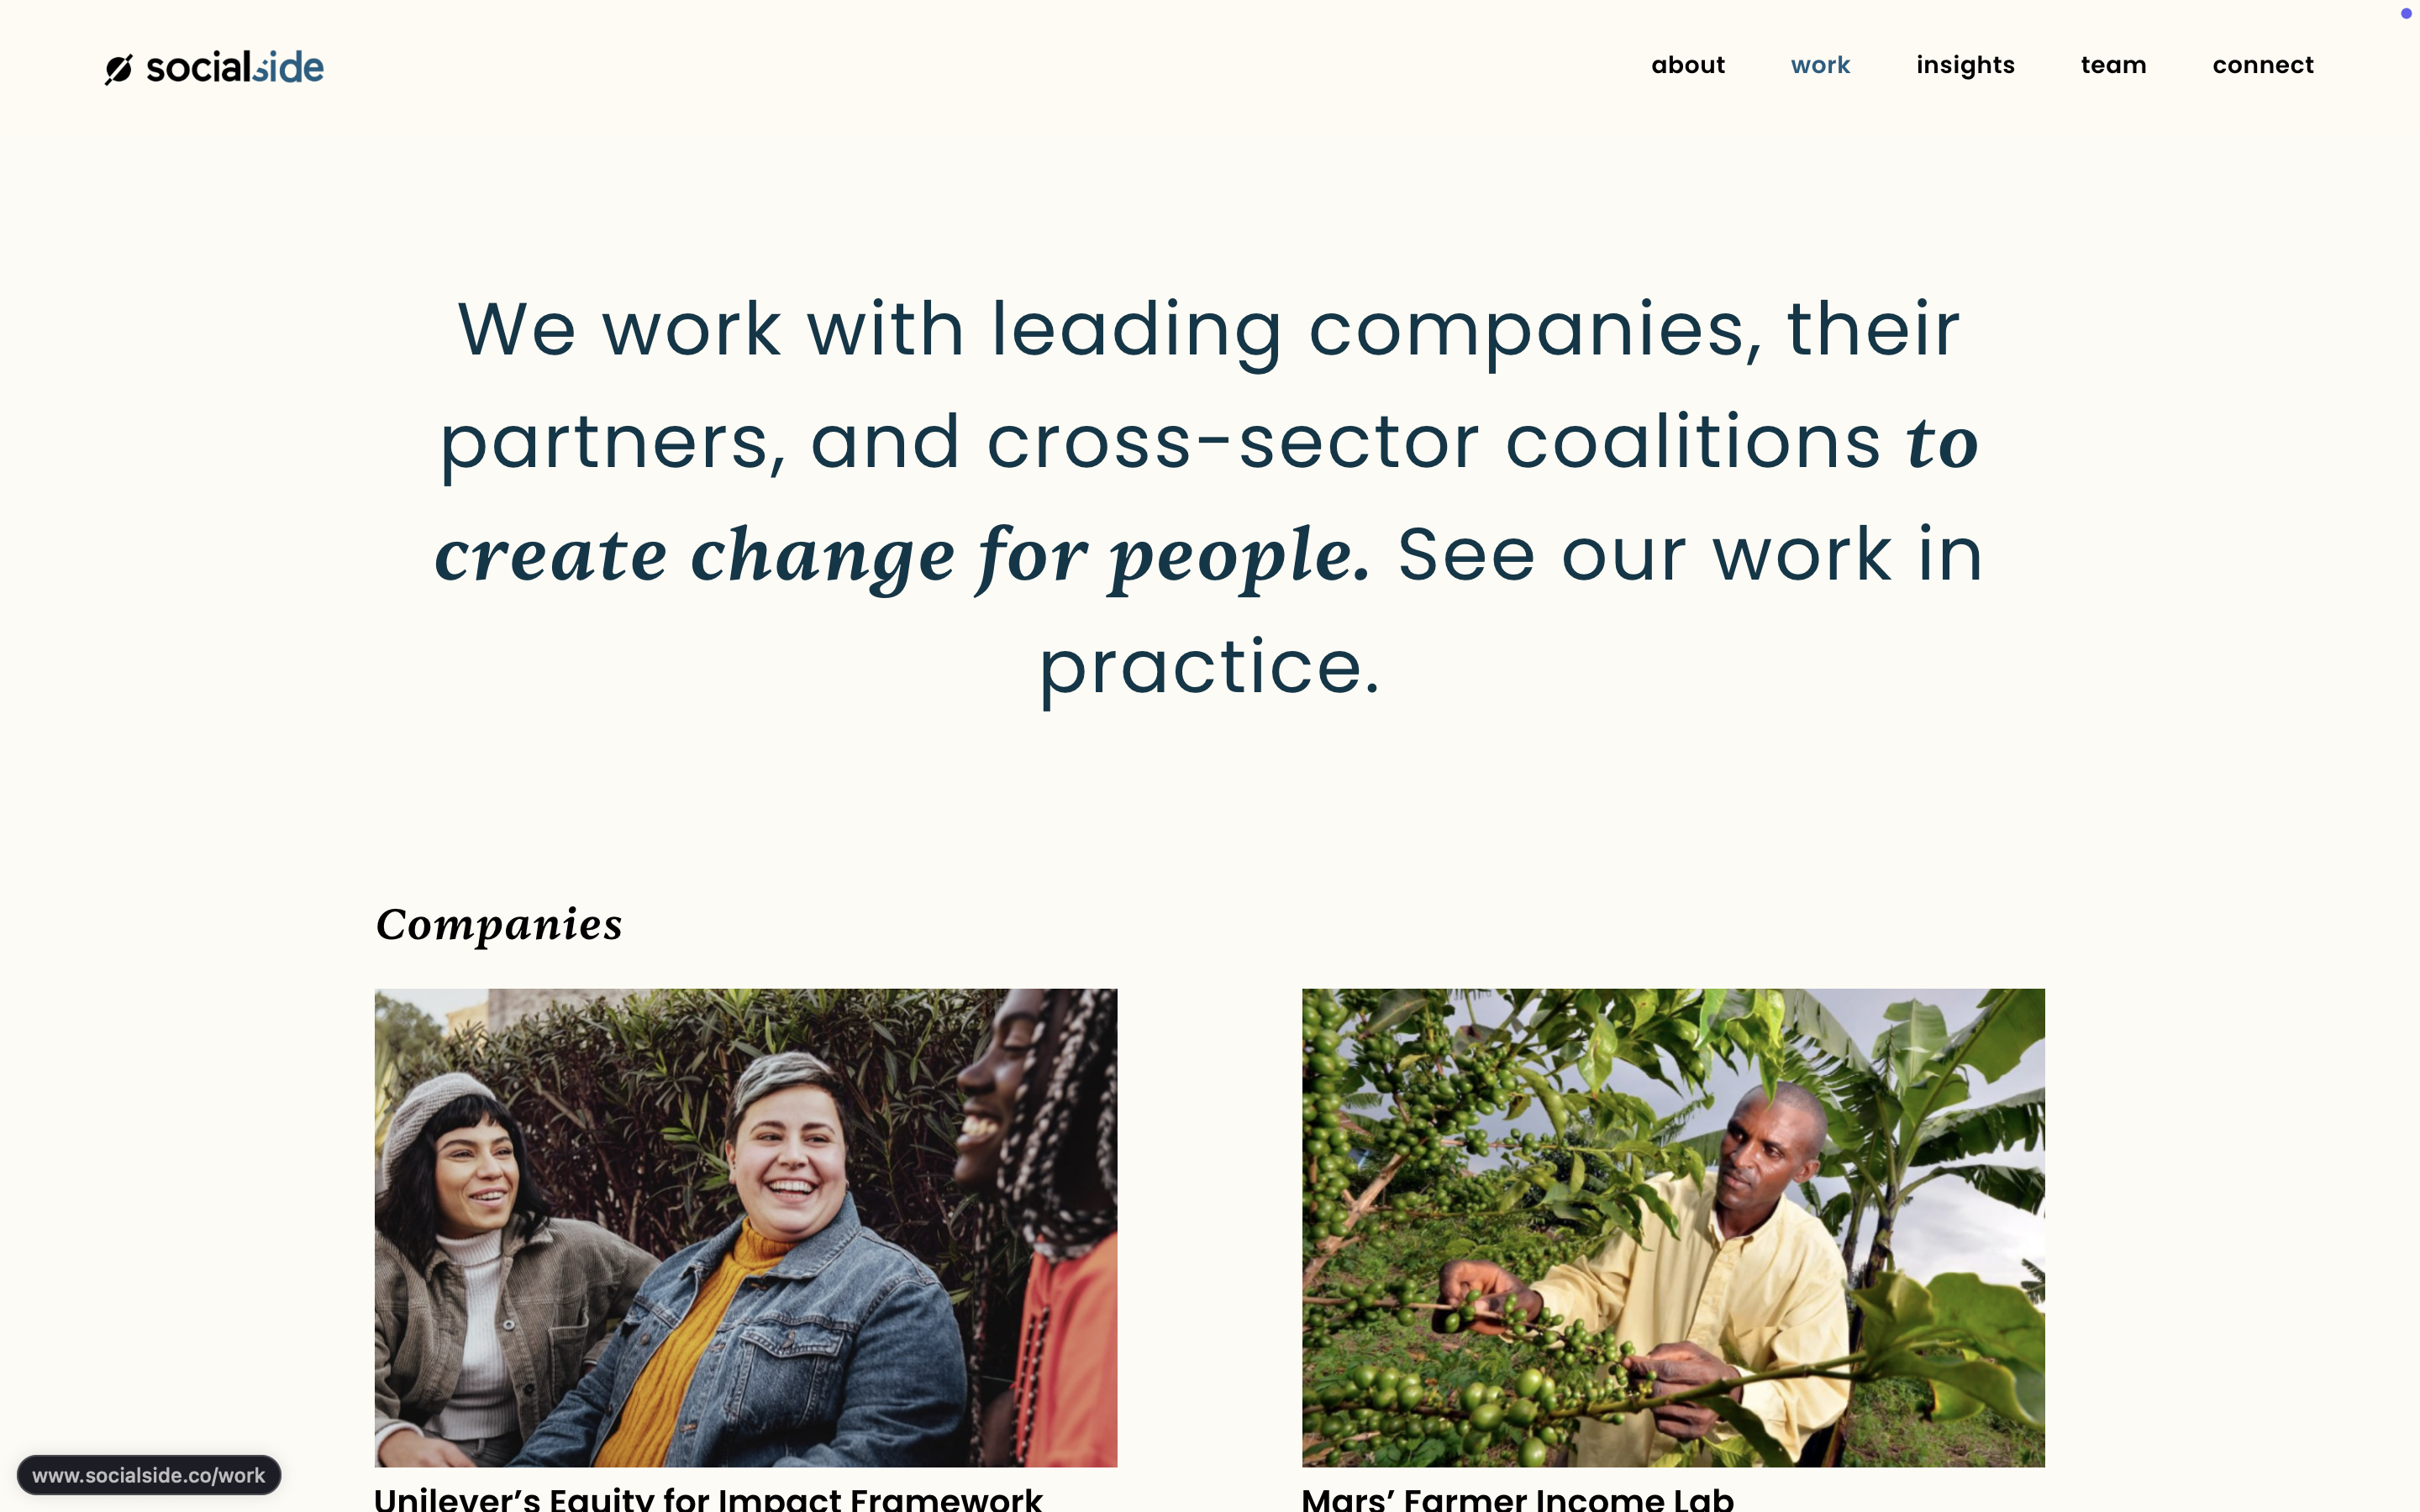 socialside
about work insights team connect
We work with leading companies, their
partners, and cross-sector coalitions to
create change for people. See our work in
practice.
Companies
Unilever’s Equity for Impact Framework
Mars’ Farmer Income Lab
www.socialside.co/work